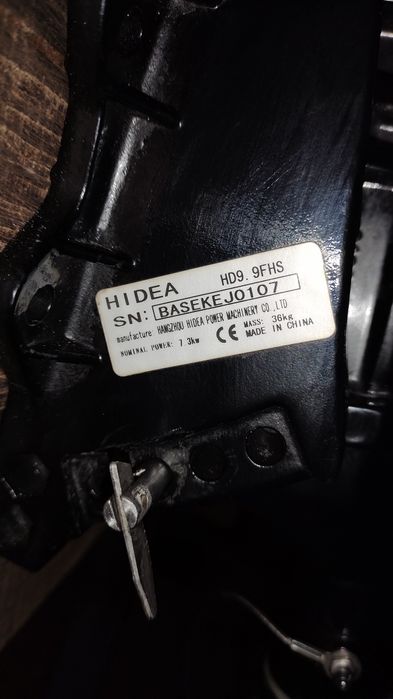 HIDEA HD9.9FHS
SN: BASEKEJ0107
manufacture HANGZHOU HIDEA POWER MACHINERY CO.,LTD
NOMINAL POWER: 7.3kw CE MASS: 36kg
MADE IN CHINA